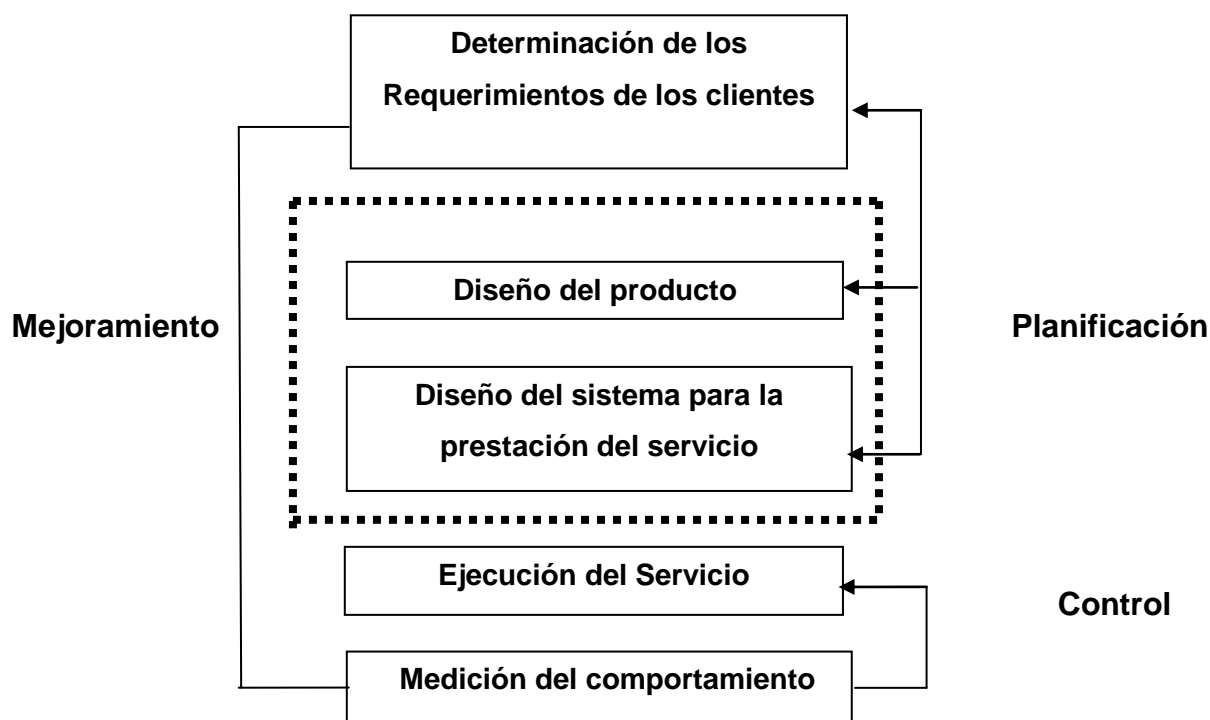 Determinación de los
Requerimientos de los clientes
Diseño del producto
Mejoramiento
Planificación
Diseño del sistema para la
prestación del servicio
Ejecución del Servicio
Control
Medición del comportamiento